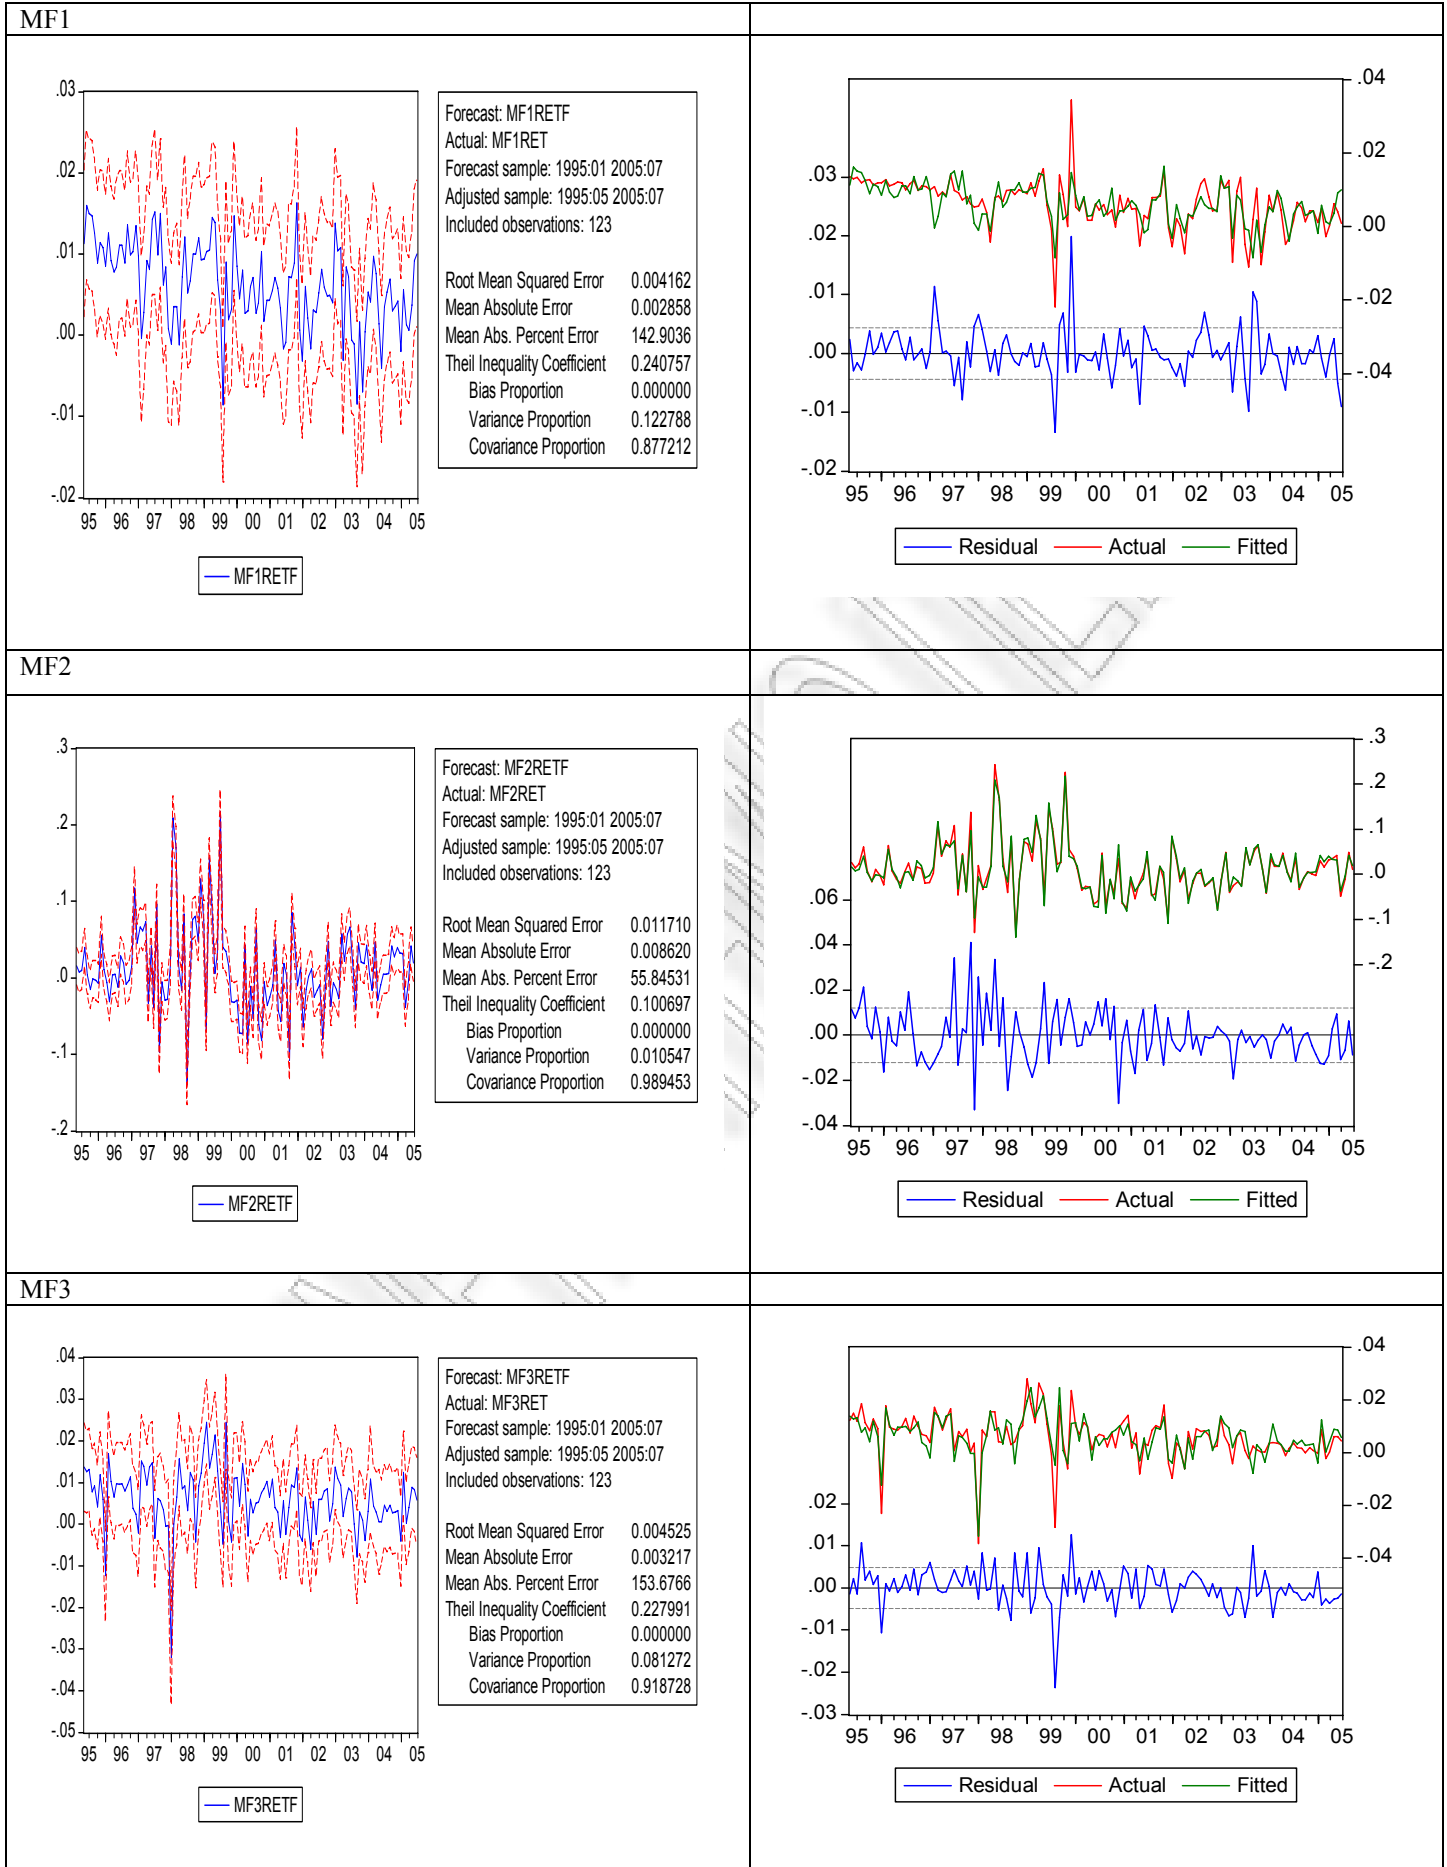 MF1
.03
.02
.01
.00
-.01
-.02
95 96 97 98 99 00 01 02 03 04 05
MF1RETF
Forecast: MF1RETF
Actual: MF1RET
Forecast sample: 1995:01 2005:07
Adjusted sample: 1995:05 2005:07
Included observations: 123
Root Mean Squared Error 0.004162
Mean Absolute Error 0.002858
Mean Abs. Percent Error 142.9036
Theil Inequality Coefficient 0.240757
Bias Proportion 0.000000
Variance Proportion 0.122788
Covariance Proportion 0.877212
.04
.02
.00
-.02
-.04
.03
.02
.01
.00
-.01
-.02
95 96 97 98 99 00 01 02 03 04 05
Residual Actual Fitted
MF2
.3
.2
.1
.0
-.1
-.2
95 96 97 98 99 00 01 02 03 04 05
MF2RETF
Forecast: MF2RETF
Actual: MF2RET
Forecast sample: 1995:01 2005:07
Adjusted sample: 1995:05 2005:07
Included observations: 123
Root Mean Squared Error 0.011710
Mean Absolute Error 0.008620
Mean Abs. Percent Error 55.84531
Theil Inequality Coefficient 0.100697
Bias Proportion 0.000000
Variance Proportion 0.010547
Covariance Proportion 0.989453
.3
.2
.1
.0
-.1
-.2
.06
.04
.02
.00
-.02
-.04
95 96 97 98 99 00 01 02 03 04 05
Residual Actual Fitted
MF3
.04
.03
.02
.01
.00
-.01
-.02
-.03
-.04
-.05
95 96 97 98 99 00 01 02 03 04 05
MF3RETF
Forecast: MF3RETF
Actual: MF3RET
Forecast sample: 1995:01 2005:07
Adjusted sample: 1995:05 2005:07
Included observations: 123
Root Mean Squared Error 0.004525
Mean Absolute Error 0.003217
Mean Abs. Percent Error 153.6766
Theil Inequality Coefficient 0.227991
Bias Proportion 0.000000
Variance Proportion 0.081272
Covariance Proportion 0.918728
.04
.02
.00
-.02
-.04
.02
.01
.00
-.01
-.02
-.03
95 96 97 98 99 00 01 02 03 04 05
Residual Actual Fitted